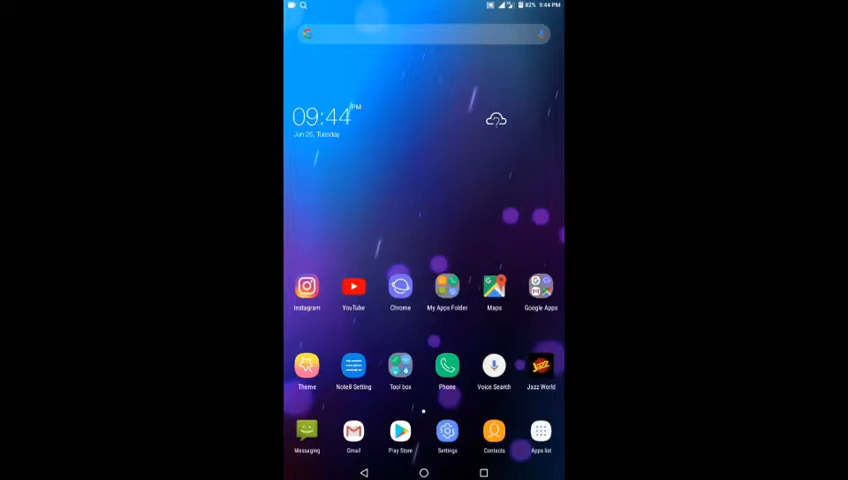 82% 9:44 PM
09:44 PM
Jun 25, Tuesday
?
Instagram YouTube Chrome My Apps Folder Maps Google Apps
Theme Note8 Setting Tool box Phone Voice Search Jazz World
Messaging Gmail Play Store Settings Contacts Apps list